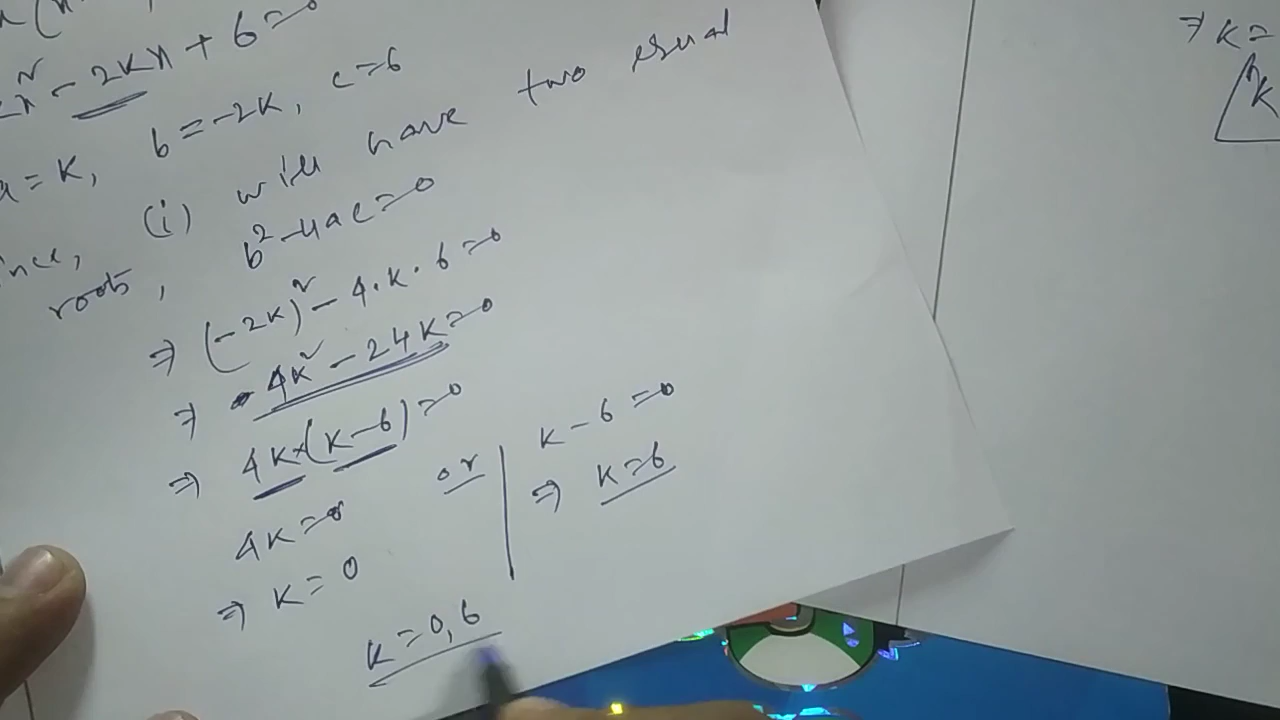 x² - 2kx + 6 = 0
a = k, b = -2k, c = 6
(i) will have two equal
roots, b² - 4ac = 0
⇒ (-2k)² - 4·k·6 = 0
⇒ 4k² - 24k = 0
⇒ 4k × (k - 6) = 0
4k = 0 or k - 6 = 0
⇒ k = 0 ⇒ k = 6
k = 0, 6
⇒ k =
k